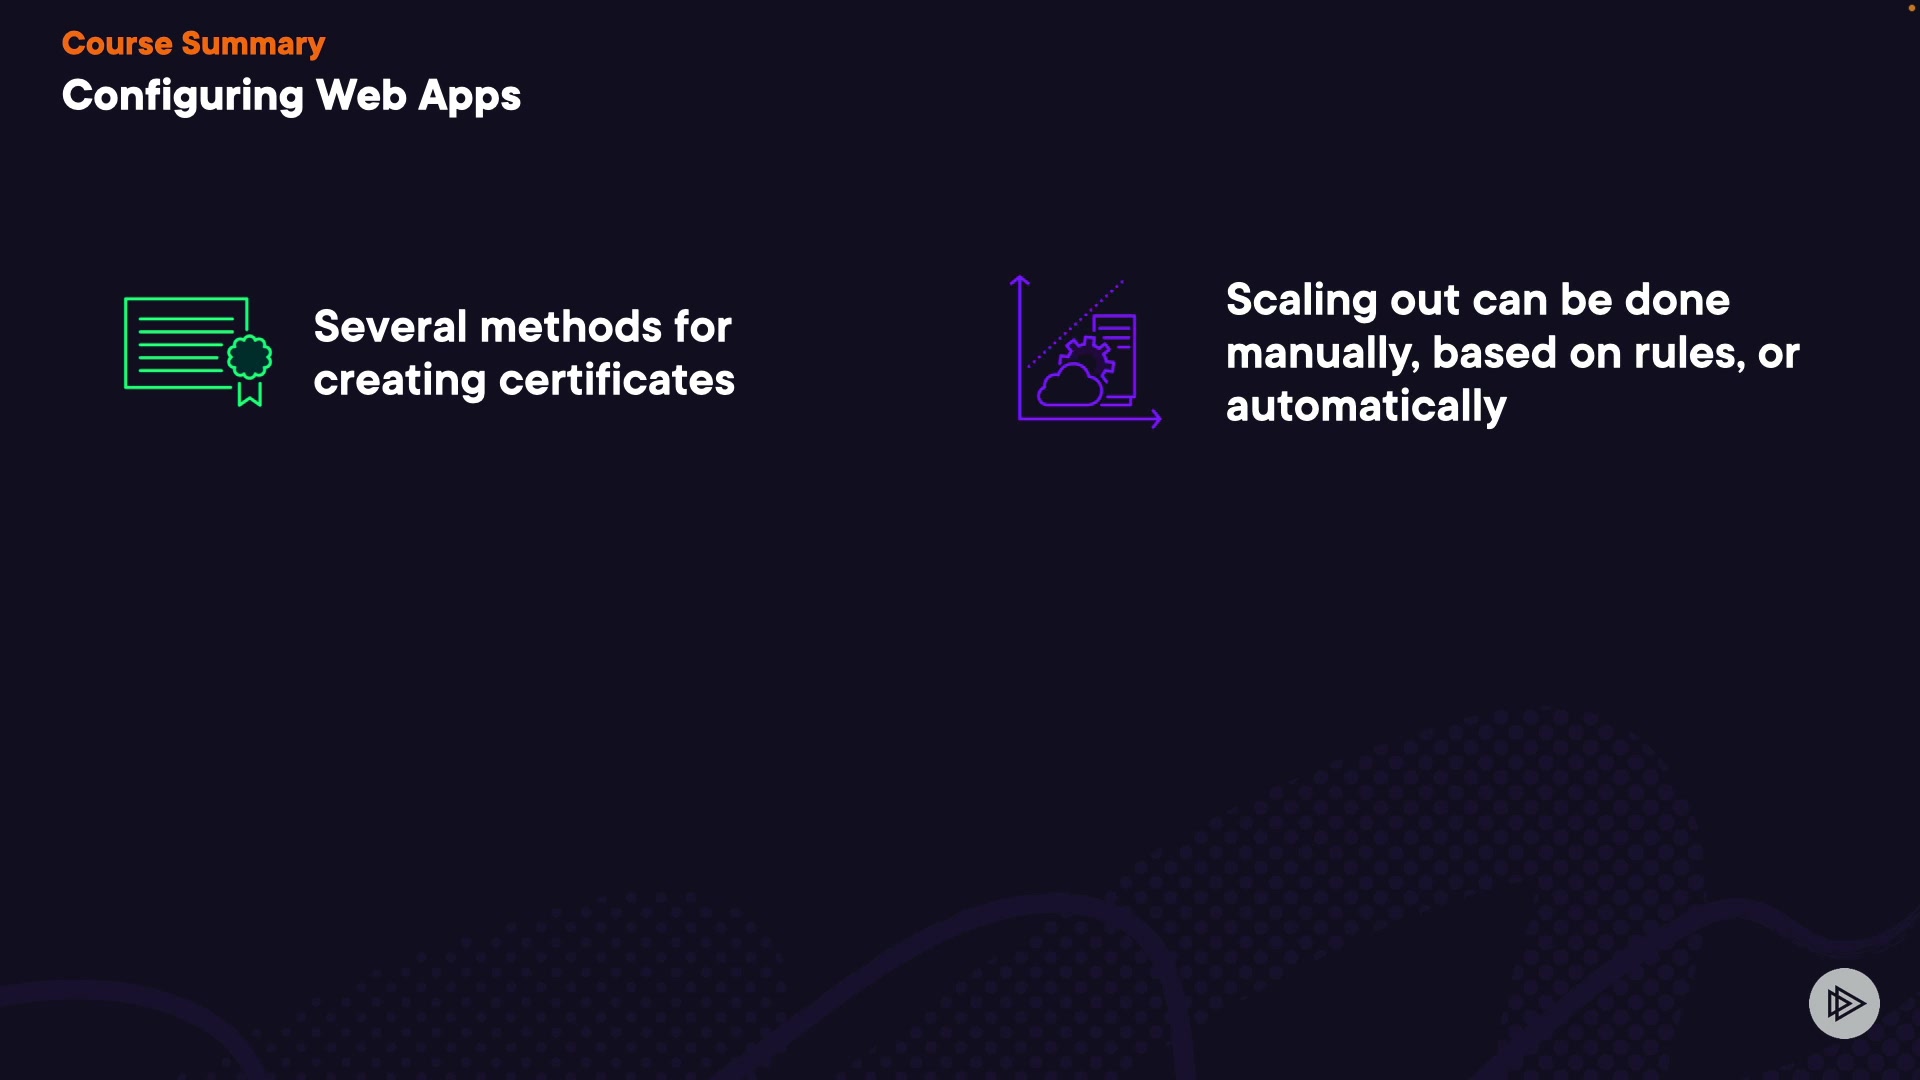 Course Summary
Configuring Web Apps
Several methods for
creating certificates
Scaling out can be done
manually, based on rules, or
automatically